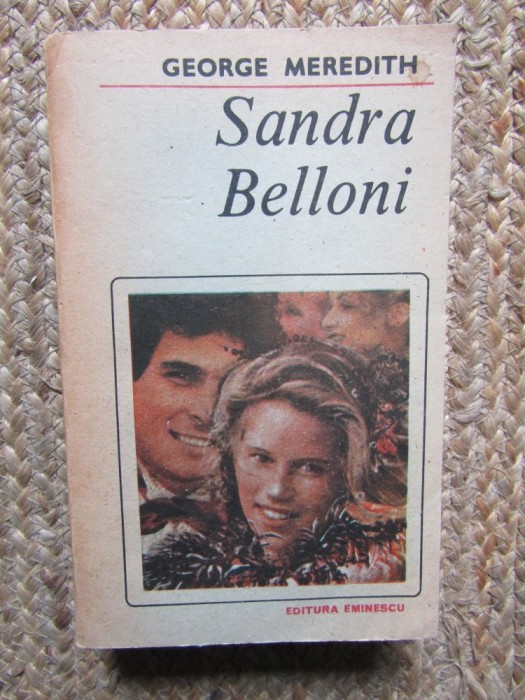 GEORGE MEREDITH
Sandra
Belloni
EDITURA EMINESCU